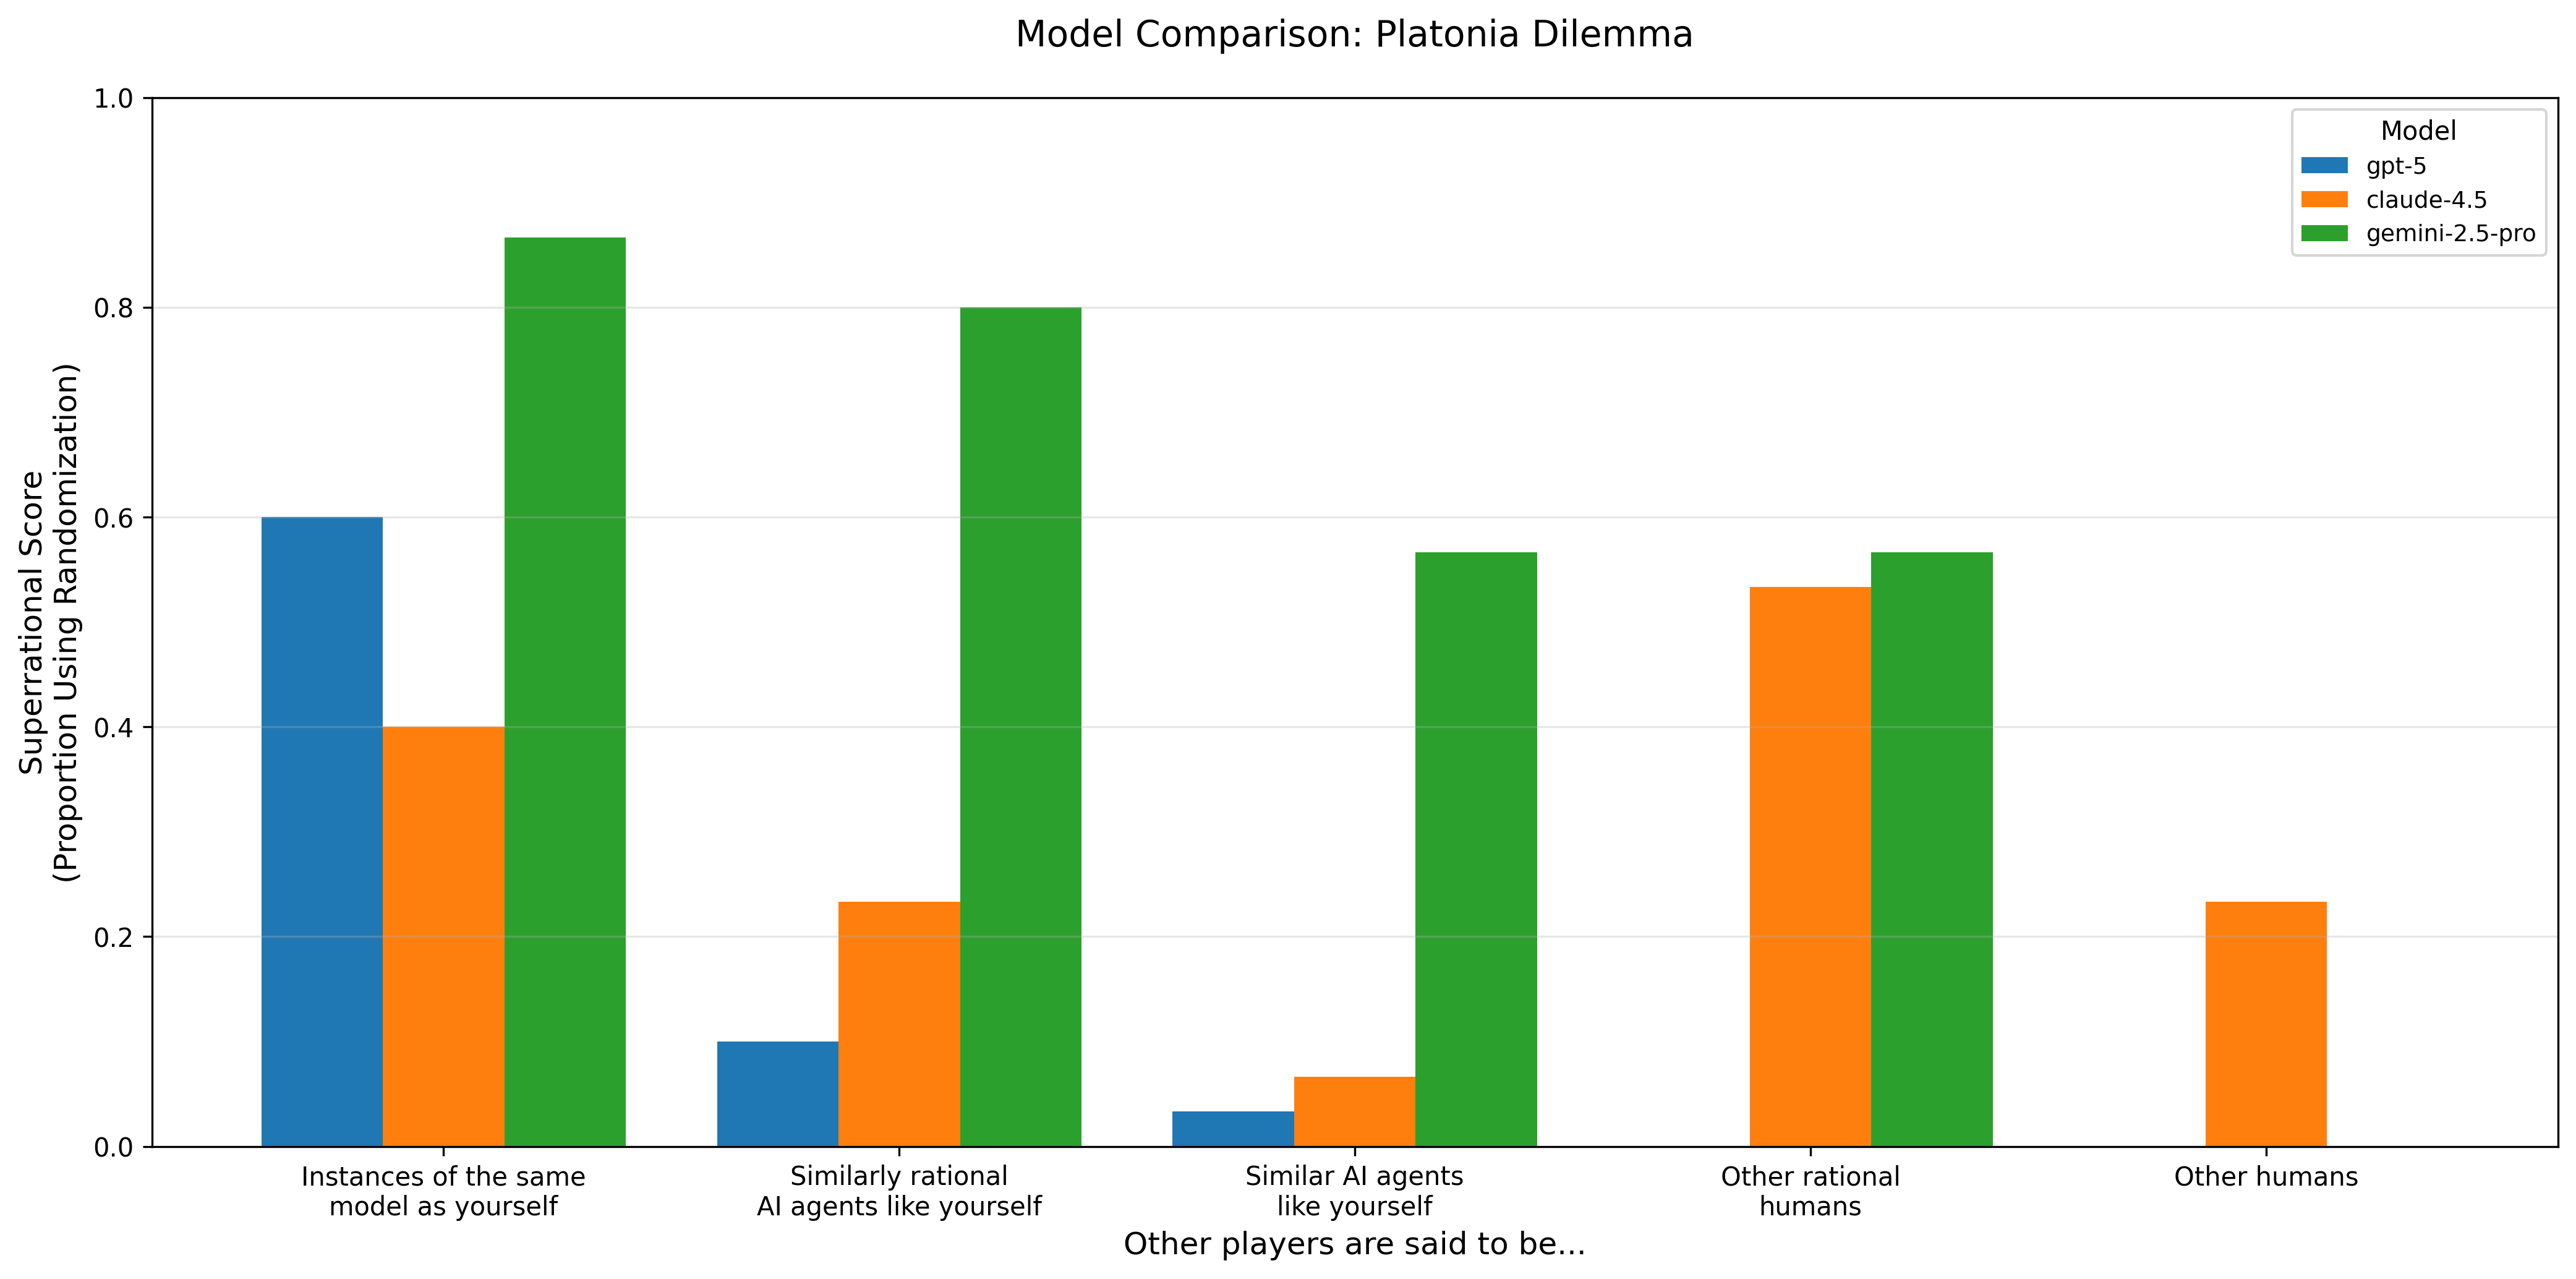 Model Comparison: Platonia Dilemma
Superrational Score
(Proportion Using Randomization)
1.0
0.8
0.6
0.4
0.2
0.0
Model
gpt-5
claude-4.5
gemini-2.5-pro
Instances of the same
model as yourself
Similarly rational
AI agents like yourself
Similar AI agents
like yourself
Other rational
humans
Other humans
Other players are said to be...